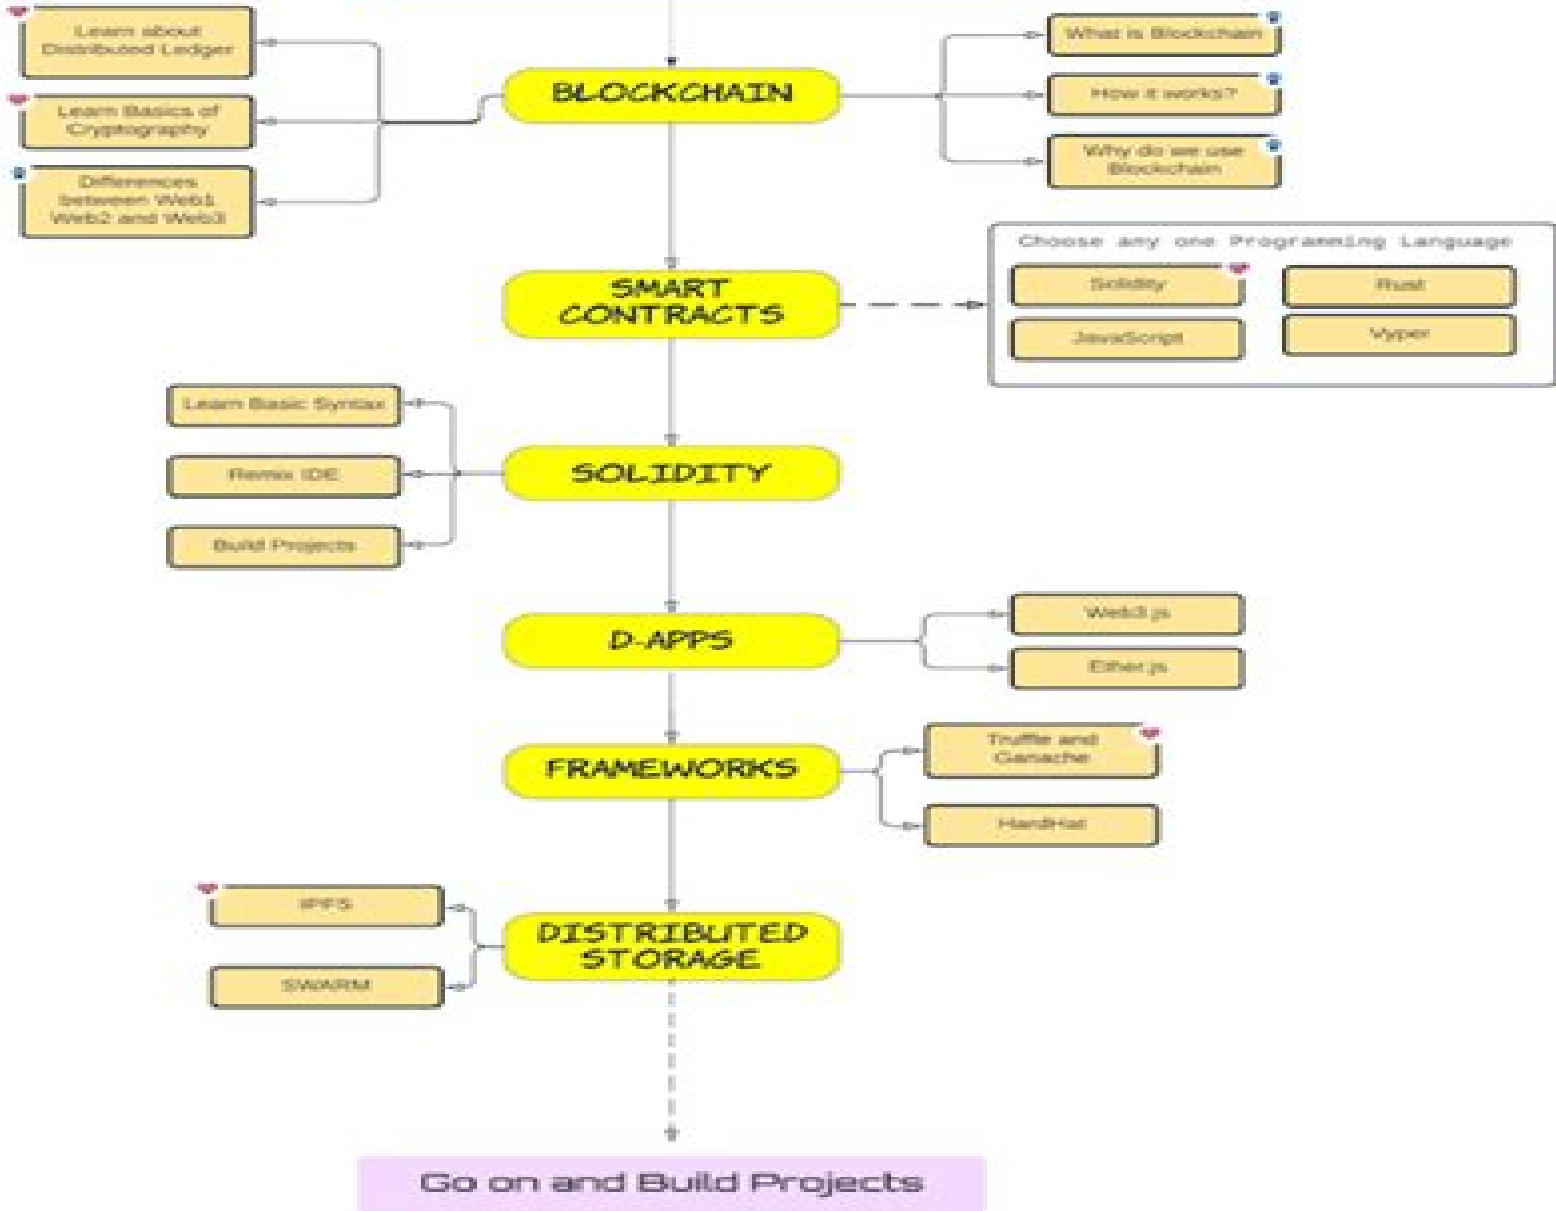 Learn about
Distributed Ledger
Learn Basics of
Cryptography
Differences
between Web1
Web2 and Web3
BLOCKCHAIN
What is Blockchain
How it works?
Why do we use
Blockchain
SMART
CONTRACTS
Choose any one Programming Language
Solidity
Rust
JavaScript
Vyper
Learn Basic Syntax
Remix IDE
Build Projects
SOLIDITY
D-APPS
Web3.js
Ether.js
FRAMEWORKS
Truffle and
Ganache
HardHat
IPFS
SWARM
DISTRIBUTED
STORAGE
Go on and Build Projects